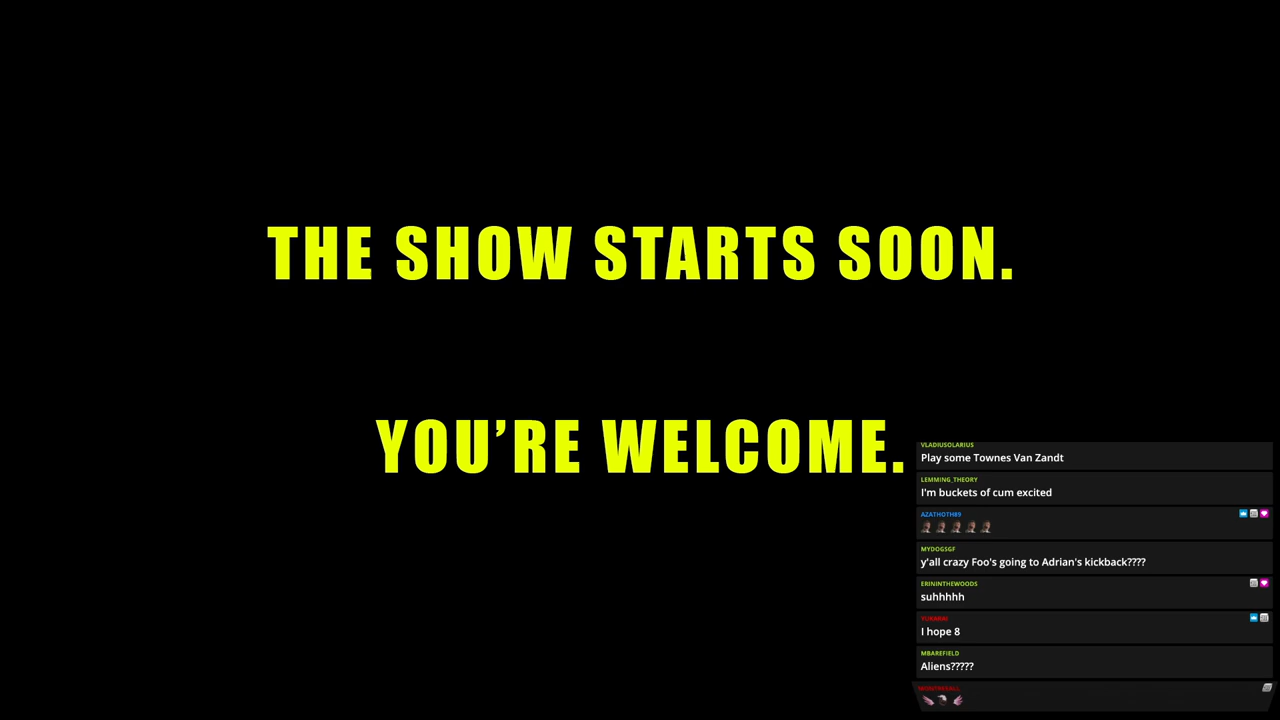 THE SHOW STARTS SOON.
YOU’RE WELCOME.
VLADIUSOLARIUS
Play some Townes Van Zandt
LEMMING_THEORY
I'm buckets of cum excited
AZATHOTH89
MYDOGSGF
y'all crazy Foo's going to Adrian's kickback????
ERININTHEWOODS
suhhhhh
I hope 8
MBAREFIELD
Aliens?????